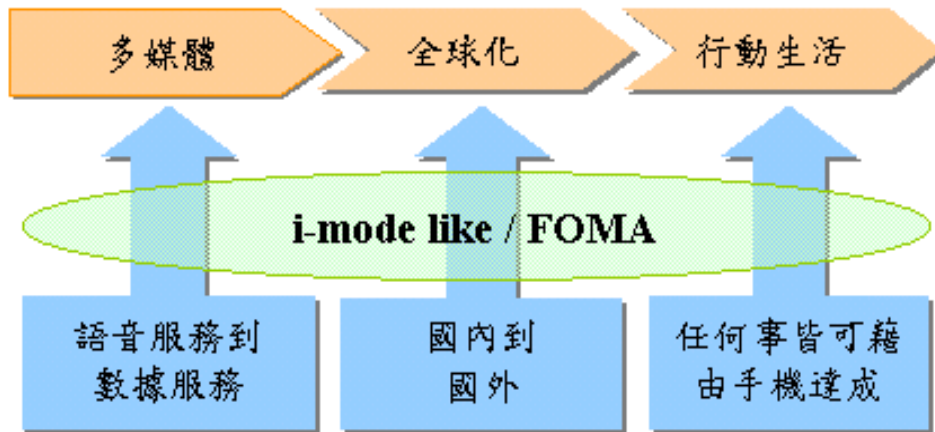 多媒體
全球化
行動生活
i-mode like / FOMA
語音服務到
數據服務
國內到
國外
任何事皆可藉
由手機達成